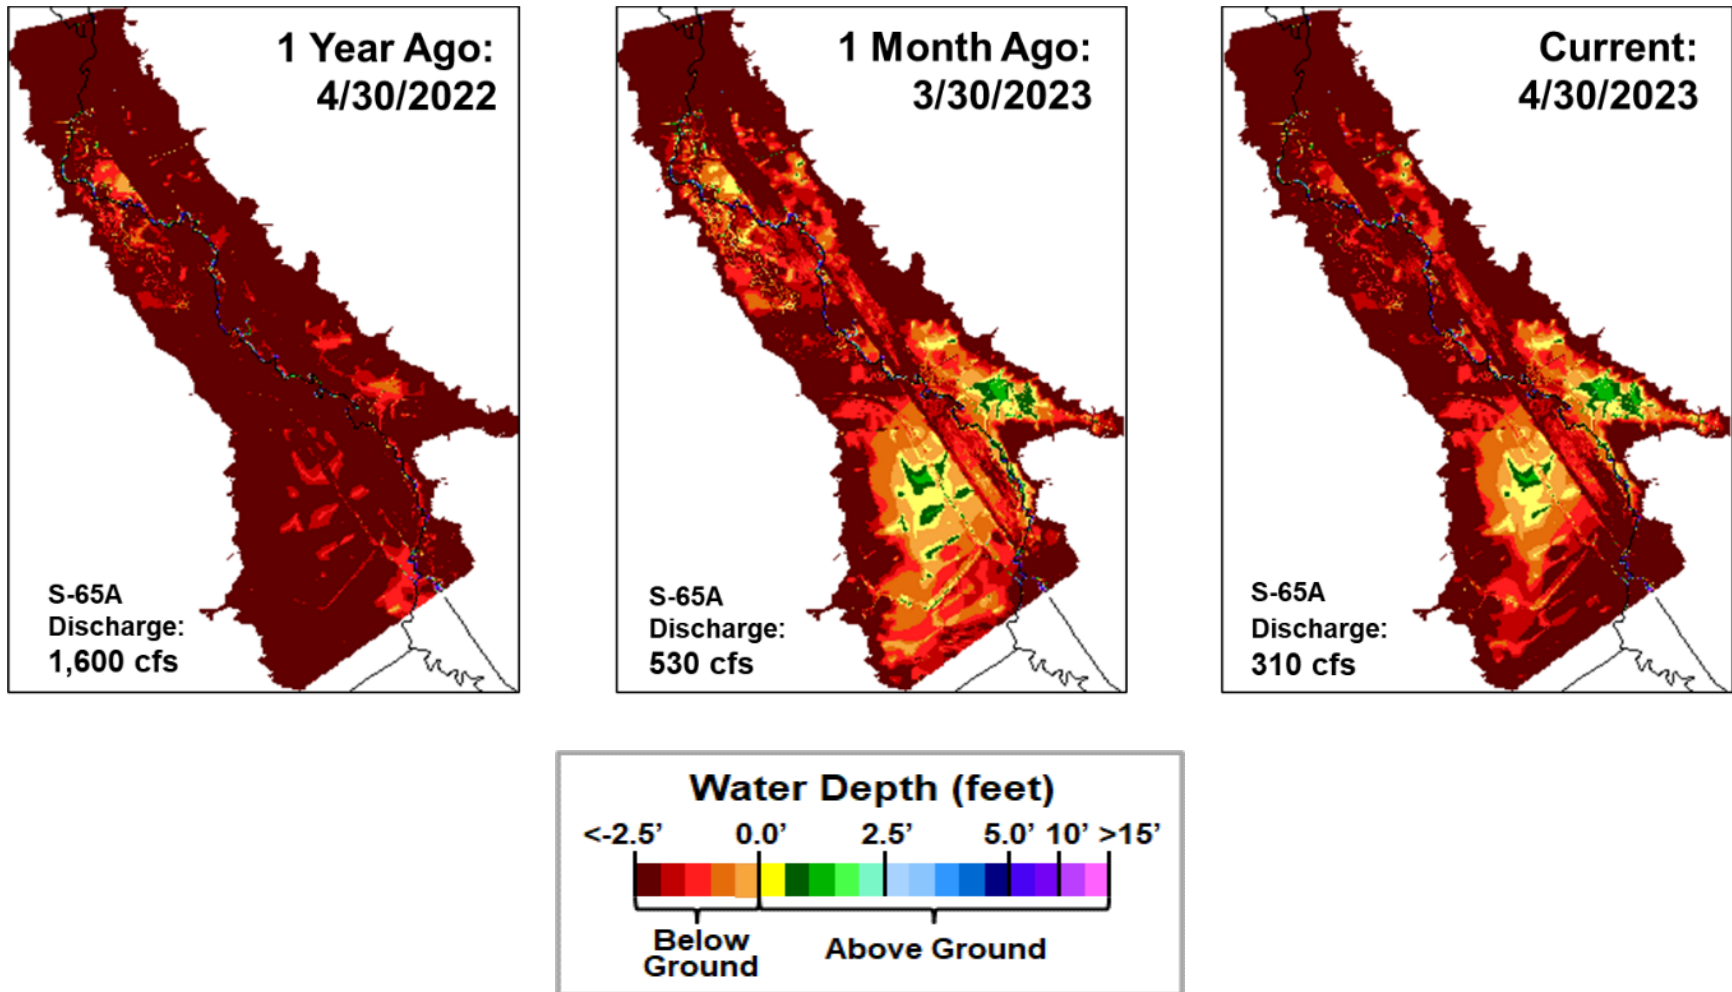 1 Year Ago:
4/30/2022
S-65A
Discharge:
1,600 cfs
1 Month Ago:
3/30/2023
S-65A
Discharge:
530 cfs
Current:
4/30/2023
S-65A
Discharge:
310 cfs
Water Depth (feet)
<-2.5’ 0.0’ 2.5’ 5.0’ 10’ >15’
Below
Ground
Above Ground